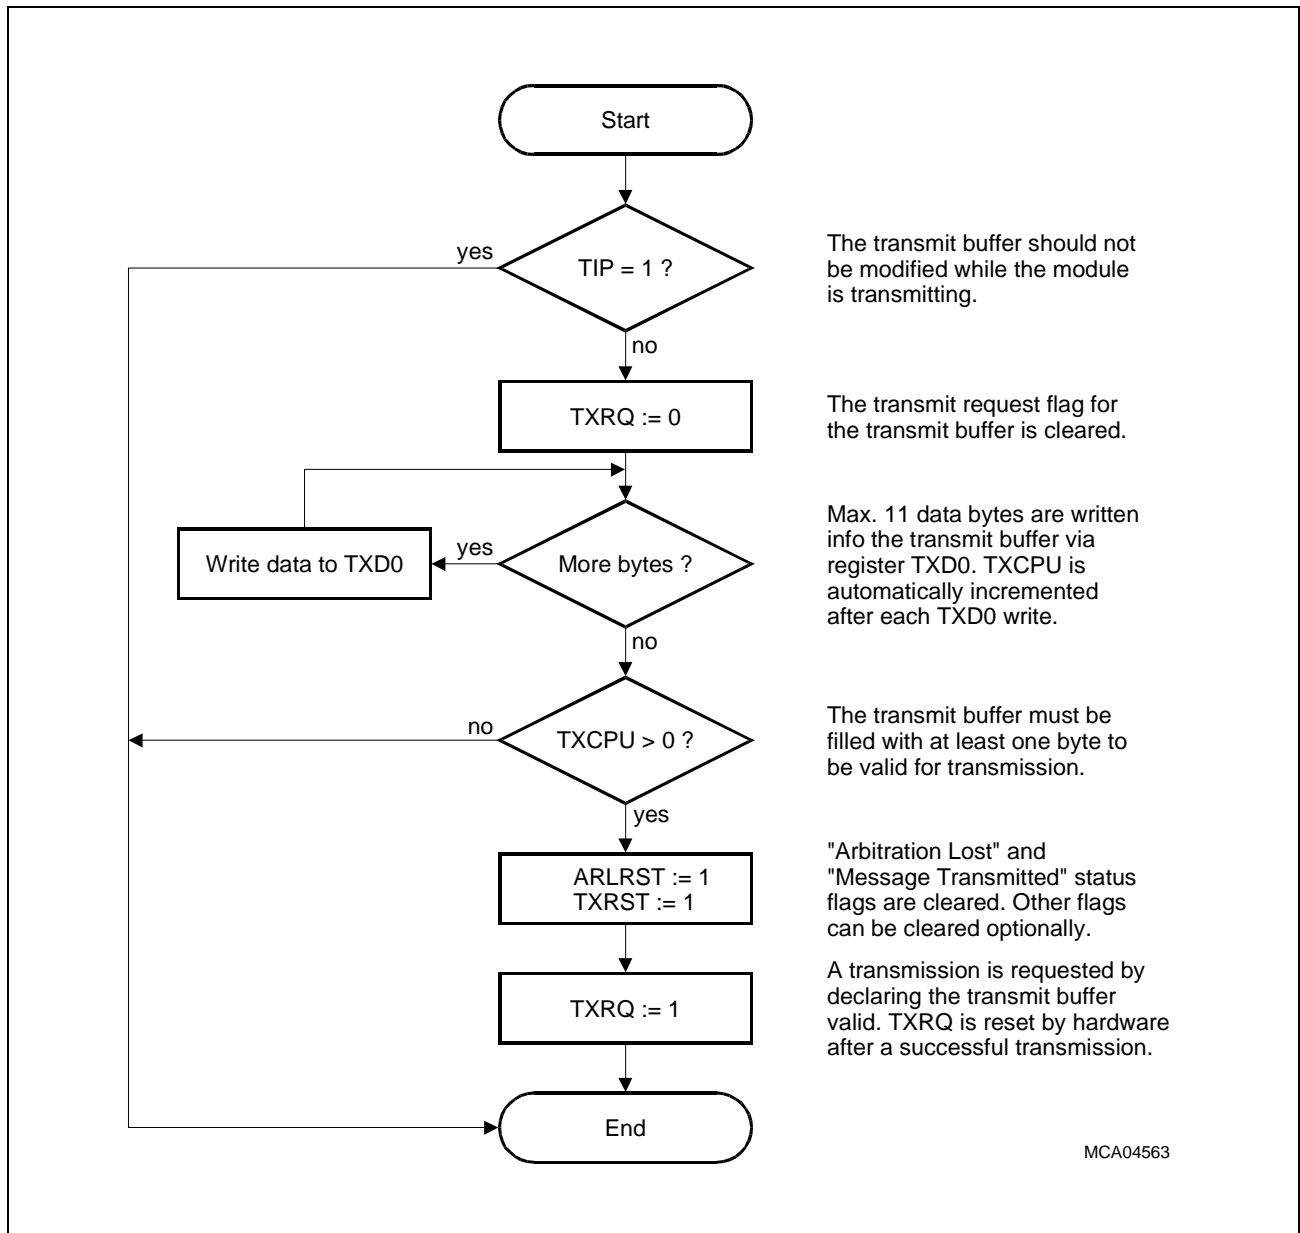 Start
yes
TIP = 1 ?
The transmit buffer should not
be modified while the module
is transmitting.
no
TXRQ := 0
The transmit request flag for
the transmit buffer is cleared.
Write data to TXD0
yes
More bytes ?
Max. 11 data bytes are written
info the transmit buffer via
register TXD0. TXCPU is
automatically incremented
after each TXD0 write.
no
no
TXCPU > 0 ?
The transmit buffer must be
filled with at least one byte to
be valid for transmission.
yes
ARLRST := 1
TXRST := 1
"Arbitration Lost" and
"Message Transmitted" status
flags are cleared. Other flags
can be cleared optionally.
TXRQ := 1
A transmission is requested by
declaring the transmit buffer
valid. TXRQ is reset by hardware
after a successful transmission.
End
MCA04563